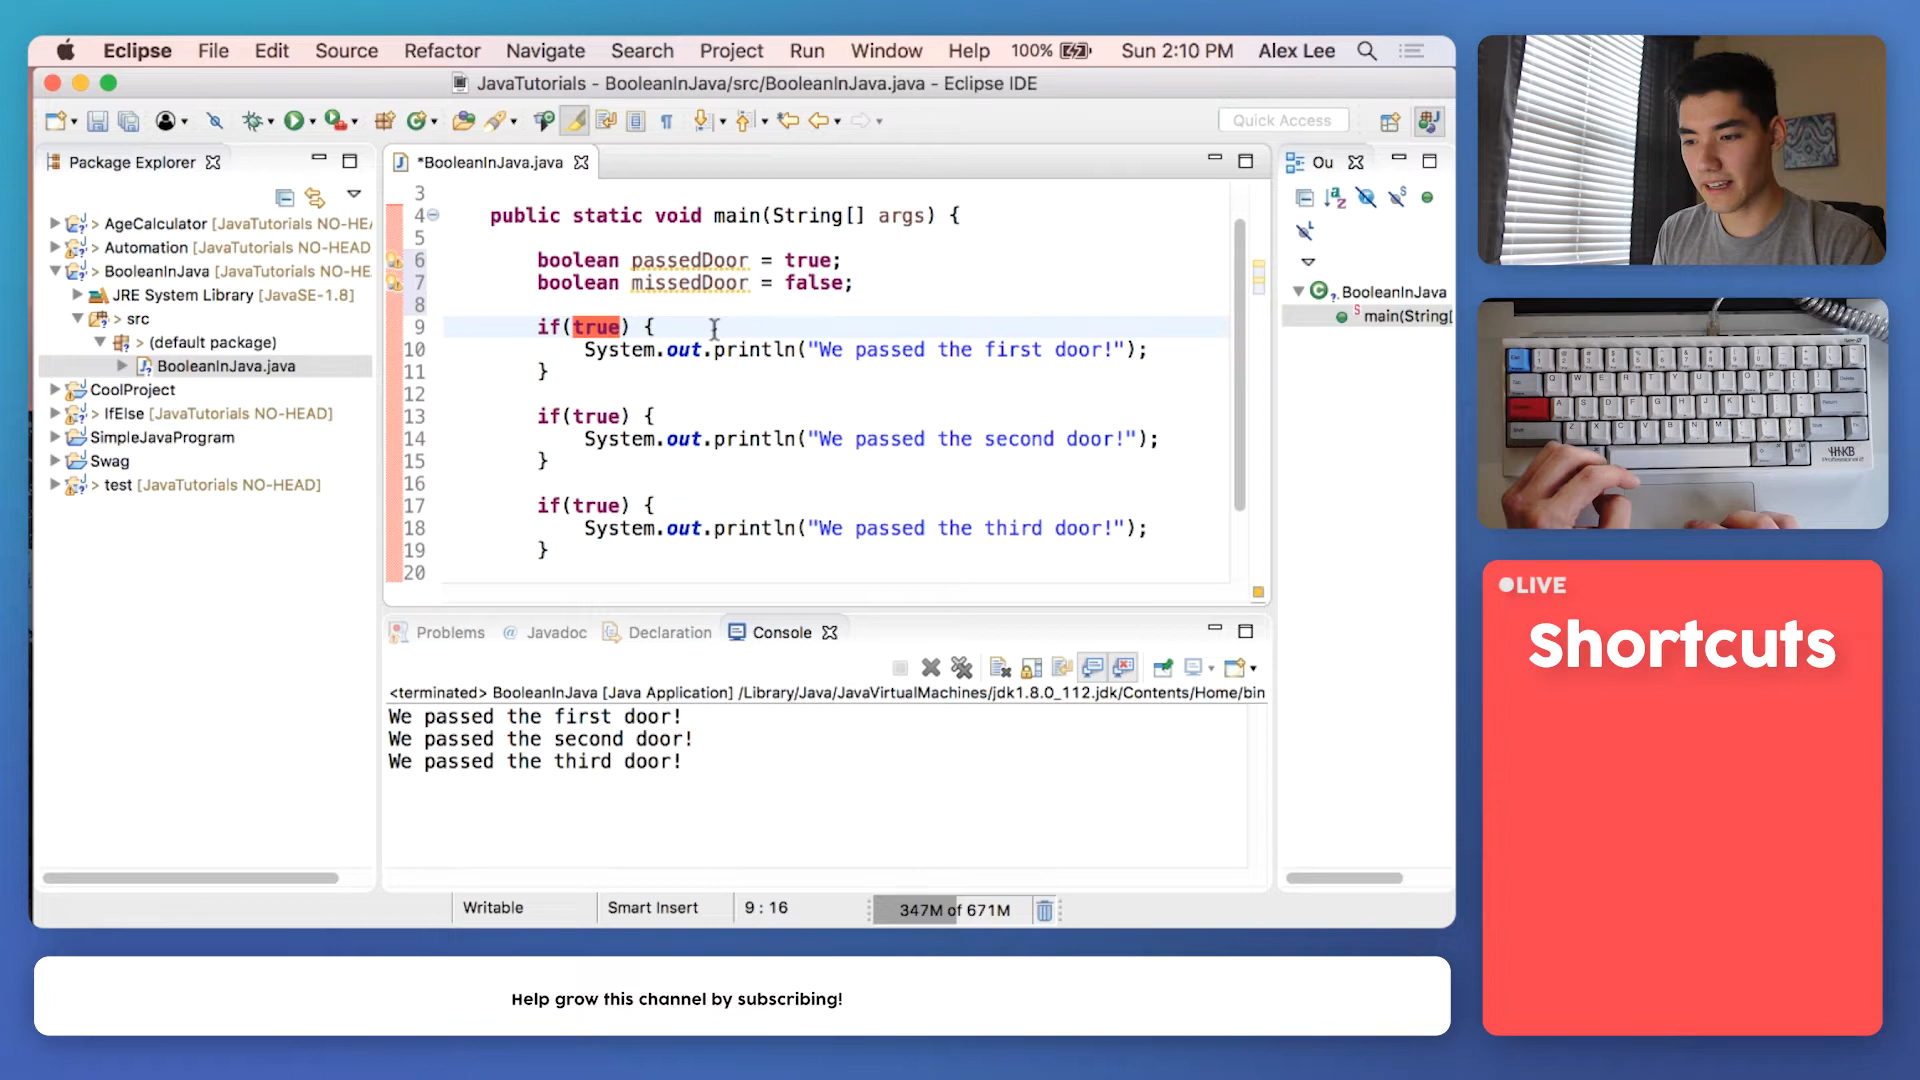 Eclipse File Edit Source Refactor Navigate Search Project Run Window Help 100% Sun 2:10 PM Alex Lee
JavaTutorials - BooleanInJava/src/BooleanInJava.java - Eclipse IDE
Quick Access
Package Explorer
> AgeCalculator [JavaTutorials NO-HEA
> Automation [JavaTutorials NO-HEAD
> BooleanInJava [JavaTutorials NO-HE
JRE System Library [JavaSE-1.8]
> src
> (default package)
BooleanInJava.java
CoolProject
> IfElse [JavaTutorials NO-HEAD]
SimpleJavaProgram
Swag
> test [JavaTutorials NO-HEAD]
*BooleanInJava.java
3
4 public static void main(String[] args) {
5
6 boolean passedDoor = true;
7 boolean missedDoor = false;
8
9 if(true) {
10 System.out.println("We passed the first door!");
11 }
12
13 if(true) {
14 System.out.println("We passed the second door!");
15 }
16
17 if(true) {
18 System.out.println("We passed the third door!");
19 }
20
Ou
BooleanInJava
main(String[
Problems @ Javadoc Declaration Console
<terminated> BooleanInJava [Java Application] /Library/Java/JavaVirtualMachines/jdk1.8.0_112.jdk/Contents/Home/bin
We passed the first door!
We passed the second door!
We passed the third door!
Writable Smart Insert 9 : 16 347M of 671M
Help grow this channel by subscribing!
LIVE
Shortcuts